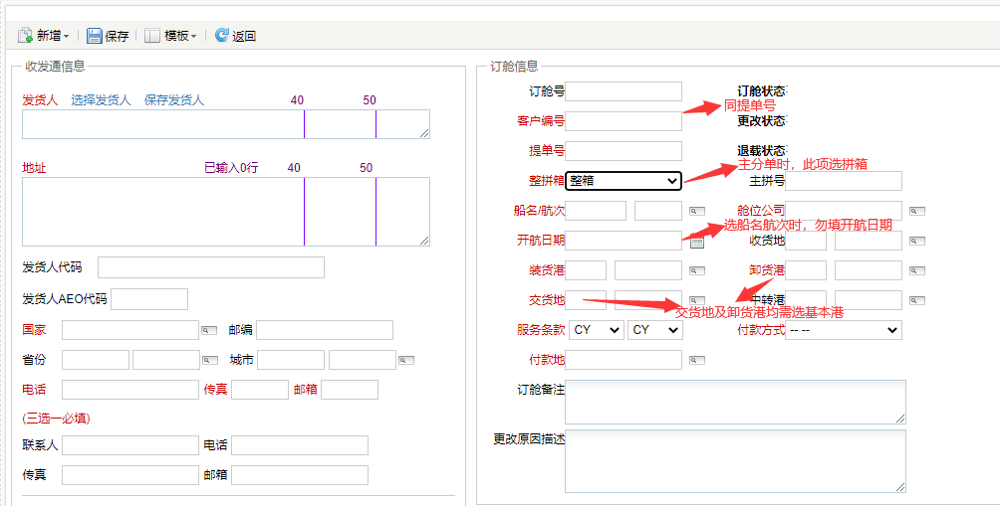 新增 保存 模板 返回
收发通信息
发货人 选择发货人 保存发货人 40 50
地址 已输入0行 40 50
发货人代码
发货人AEO代码
国家 邮编
省份 城市
电话 传真 邮箱
(三选一必填)
联系人 电话
传真 邮箱
订舱信息
订舱号 订舱状态:
同提单号
客户编号 更改状态:
提单号 退载状态:
主分单时，此项选拼箱
整拼箱 整箱 主拼号
船名/航次 舱位公司
选船名航次时，勿填开航日期
开航日期 收货地
装货港 卸货港
交货地 中转港
交货地及卸货港均需选基本港
服务条款 CY CY 付款方式 -- --
付款地
订舱备注
更改原因描述